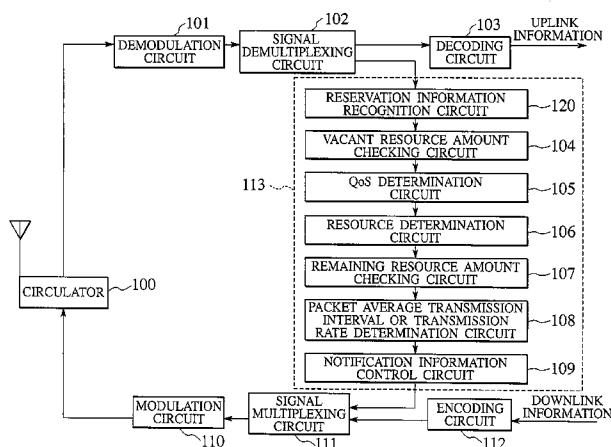 101
102
103
UPLINK
INFORMATION
DEMODULATION
CIRCUIT
SIGNAL
DEMULTIPLEXING
CIRCUIT
DECODING
CIRCUIT
RESERVATION INFORMATION
RECOGNITION CIRCUIT
120
VACANT RESOURCE AMOUNT
CHECKING CIRCUIT
104
113
QoS DETERMINATION
CIRCUIT
105
RESOURCE DETERMINATION
CIRCUIT
106
REMAINING RESOURCE AMOUNT
CHECKING CIRCUIT
107
CIRCULATOR
100
PACKET AVERAGE TRANSMISSION
INTERVAL OR TRANSMISSION
RATE DETERMINATION CIRCUIT
108
NOTIFICATION INFORMATION
CONTROL CIRCUIT
109
MODULATION
CIRCUIT
110
SIGNAL
MULTIPLEXING
CIRCUIT
111
ENCODING
CIRCUIT
112
DOWNLINK
INFORMATION